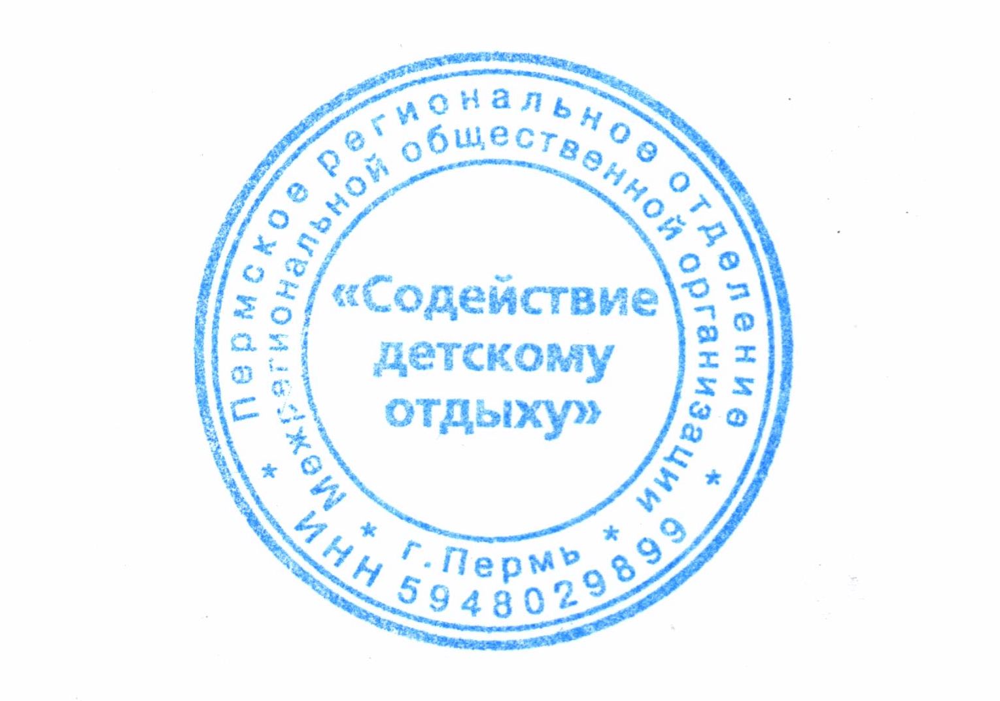 Пермское региональное отделение
* ИНН 5948029899 *
Межрегиональной общественной организации
* г.Пермь *
«Содействие
детскому
отдыху»